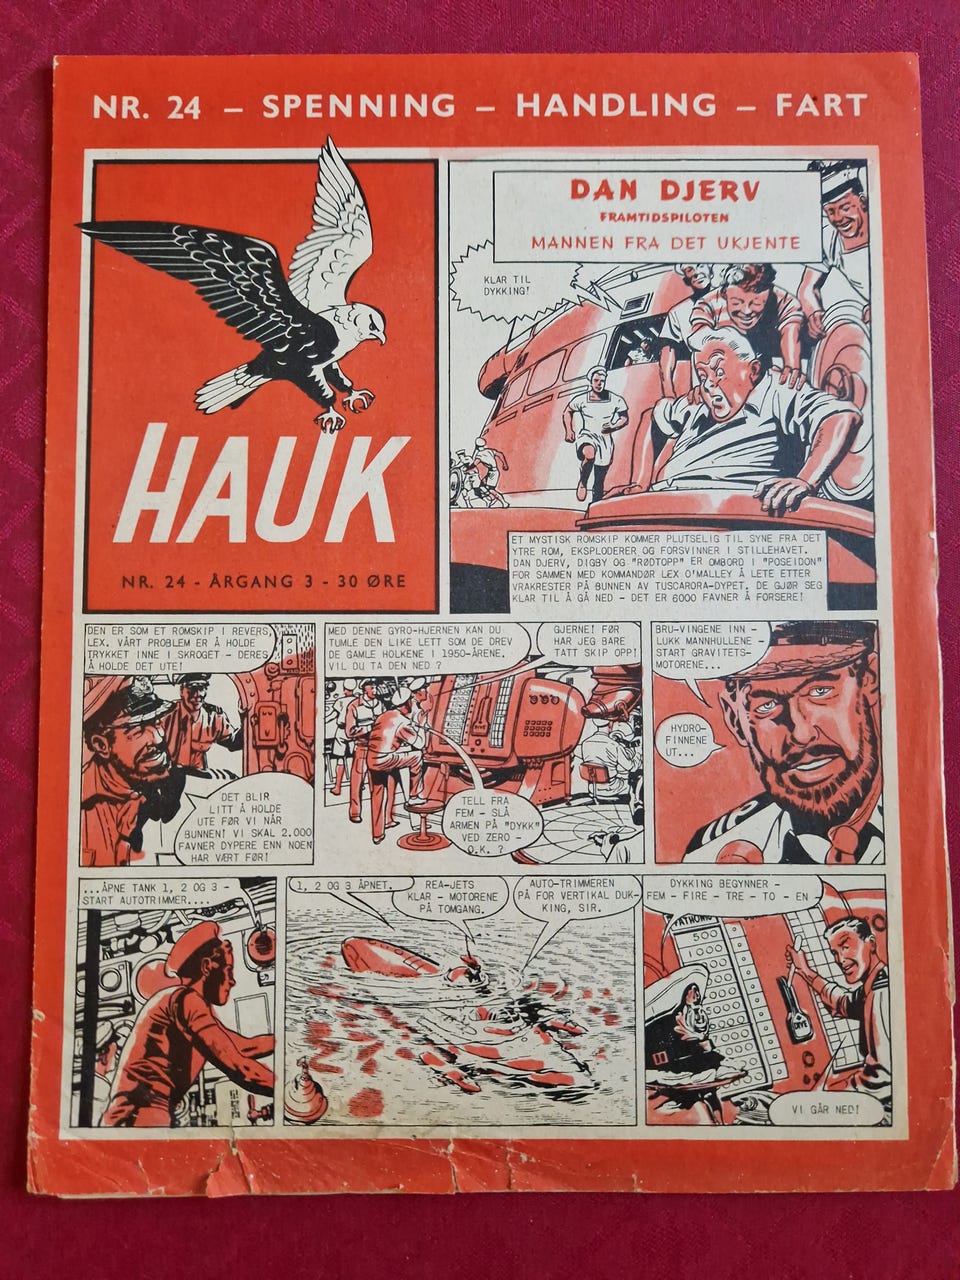 NR. 24 – SPENNING – HANDLING – FART
HAUK
NR. 24 - ÅRGANG 3 - 30 ØRE
DAN DJERV
FRAMTIDSPILOTEN
MANNEN FRA DET UKJENTE
KLAR TIL
DYKKING!
ET MYSTISK ROMSKIP KOMMER PLUTSELIG TIL SYNE FRA DET
YTRE ROM, EKSPLODERER OG FORSVINNER I STILLEHAVET.
DAN DJERV, DIGBY OG "RØDTOPP" ER OMBORD I "POSEIDON"
FOR SAMMEN MED KOMMANDØR LEX O'MALLEY Å LETE ETTER
VRAKRESTER PÅ BUNNEN AV TUSCARORA-DYPET. DE GJØR SEG
KLAR TIL Å GÅ NED - DET ER 6000 FAVNER Å FORSERE!
DEN ER SOM ET ROMSKIP I REVERS,
LEX. VÅRT PROBLEM ER Å HOLDE
TRYKKET INNE I SKROGET - DERES
Å HOLDE DET UTE!
DET BLIR
LITT Å HOLDE
UTE FØR VI NÅR
BUNNEN! VI SKAL 2.000
FAVNER DYPERE ENN NOEN
HAR VÆRT FØR!
MED DENNE GYRO-HJERNEN KAN DU
TUMLE DEN LIKE LETT SOM DE DREV
DE GAMLE HOLKENE I 1950-ÅRENE.
VIL DU TA DEN NED ?
GJERNE! FØR
HAR JEG BARE
TATT SKIP OPP!
TELL FRA
FEM - SLÅ
ARMEN PÅ "DYKK"
VED ZERO -
O.K. ?
BRU-VINGENE INN -
LUKK MANNHULLENE -
START GRAVITETS-
MOTORENE...
HYDRO-
FINNENE
UT...
...ÅPNE TANK 1, 2 OG 3 -
START AUTOTRIMMER....
1, 2 OG 3 ÅPNET.
REA-JETS
KLAR - MOTORENE
PÅ TOMGANG.
AUTO-TRIMMEREN
PÅ FOR VERTIKAL DUK-
KING, SIR.
DYKKING BEGYNNER -
FEM - FIRE - TRE - TO - EN
500
DIVE
VI GÅR NED!